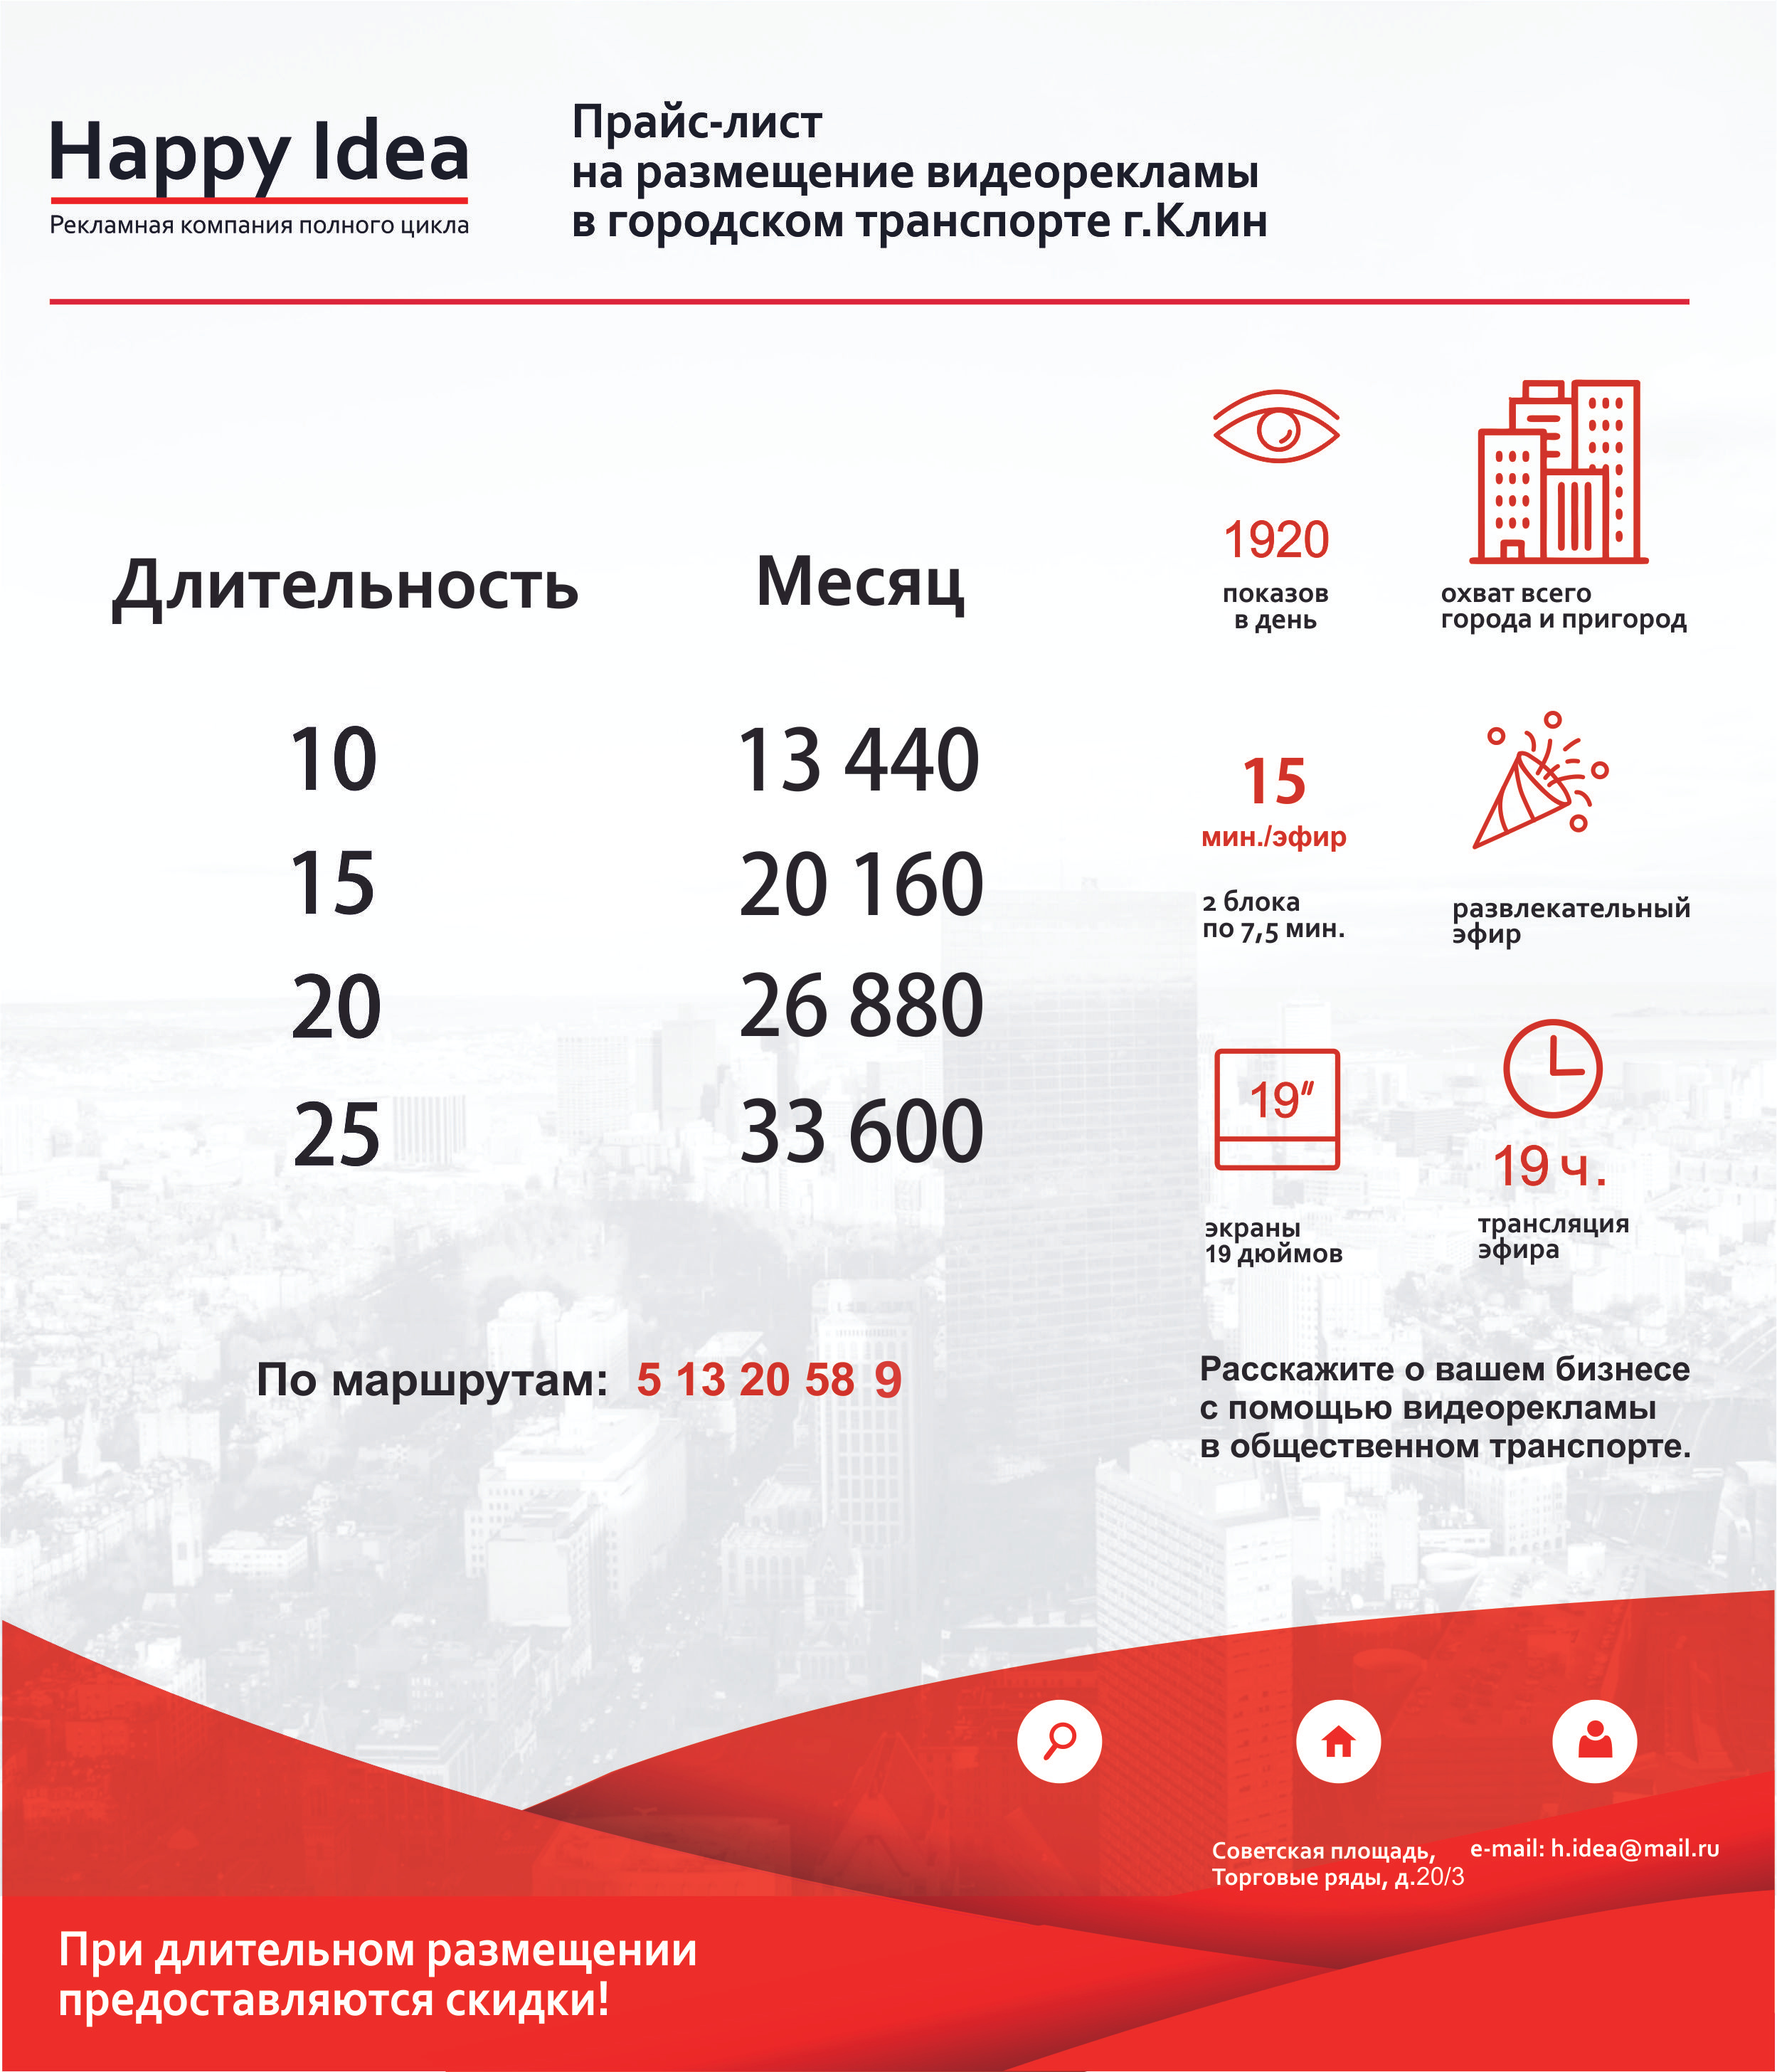 Happy Idea
Рекламная компания полного цикла
Прайс-лист
на размещение видеорекламы
в городском транспорте г.Клин
Длительность Месяц
10 13 440
15 20 160
20 26 880
25 33 600
По маршрутам: 5 13 20 58 9
1920
показов
в день
охват всего
города и пригород
15
мин./эфир
2 блока
по 7,5 мин.
развлекательный
эфир
19″
экраны
19 дюймов
19 ч.
трансляция
эфира
Расскажите о вашем бизнесе
с помощью видеорекламы
в общественном транспорте.
Советская площадь,
Торговые ряды, д.20/3
e-mail: h.idea@mail.ru
При длительном размещении
предоставляются скидки!